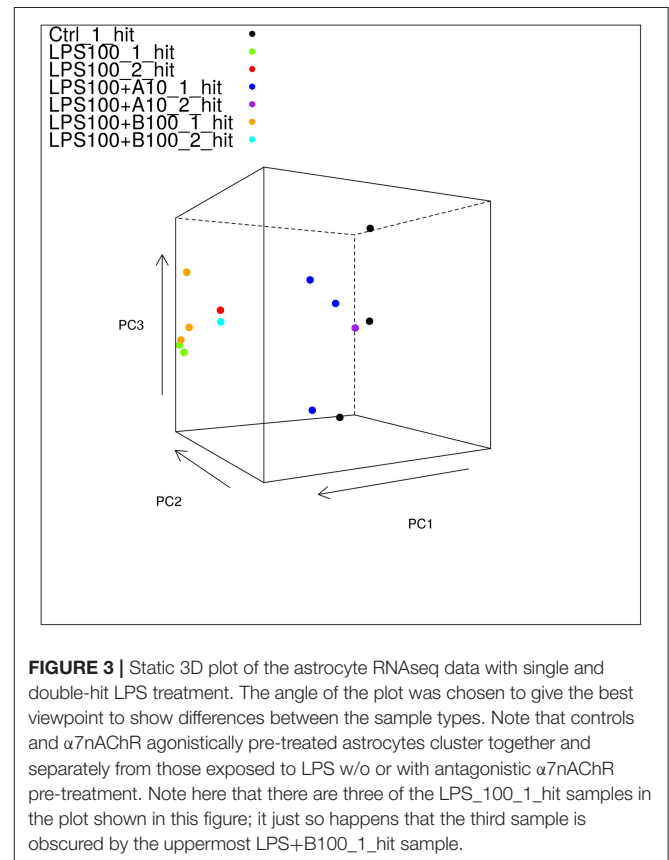 Ctrl_1_hit
LPS100_1_hit
LPS100_2_hit
LPS100+A10_1_hit
LPS100+A10_2_hit
LPS100+B100_1_hit
LPS100+B100_2_hit
PC3
PC2
PC1
FIGURE 3 | Static 3D plot of the astrocyte RNAseq data with single and
double-hit LPS treatment. The angle of the plot was chosen to give the best
viewpoint to show differences between the sample types. Note that controls
and α7nAChR agonistically pre-treated astrocytes cluster together and
separately from those exposed to LPS w/o or with antagonistic α7nAChR
pre-treatment. Note here that there are three of the LPS_100_1_hit samples in
the plot shown in this figure; it just so happens that the third sample is
obscured by the uppermost LPS+B100_1_hit sample.